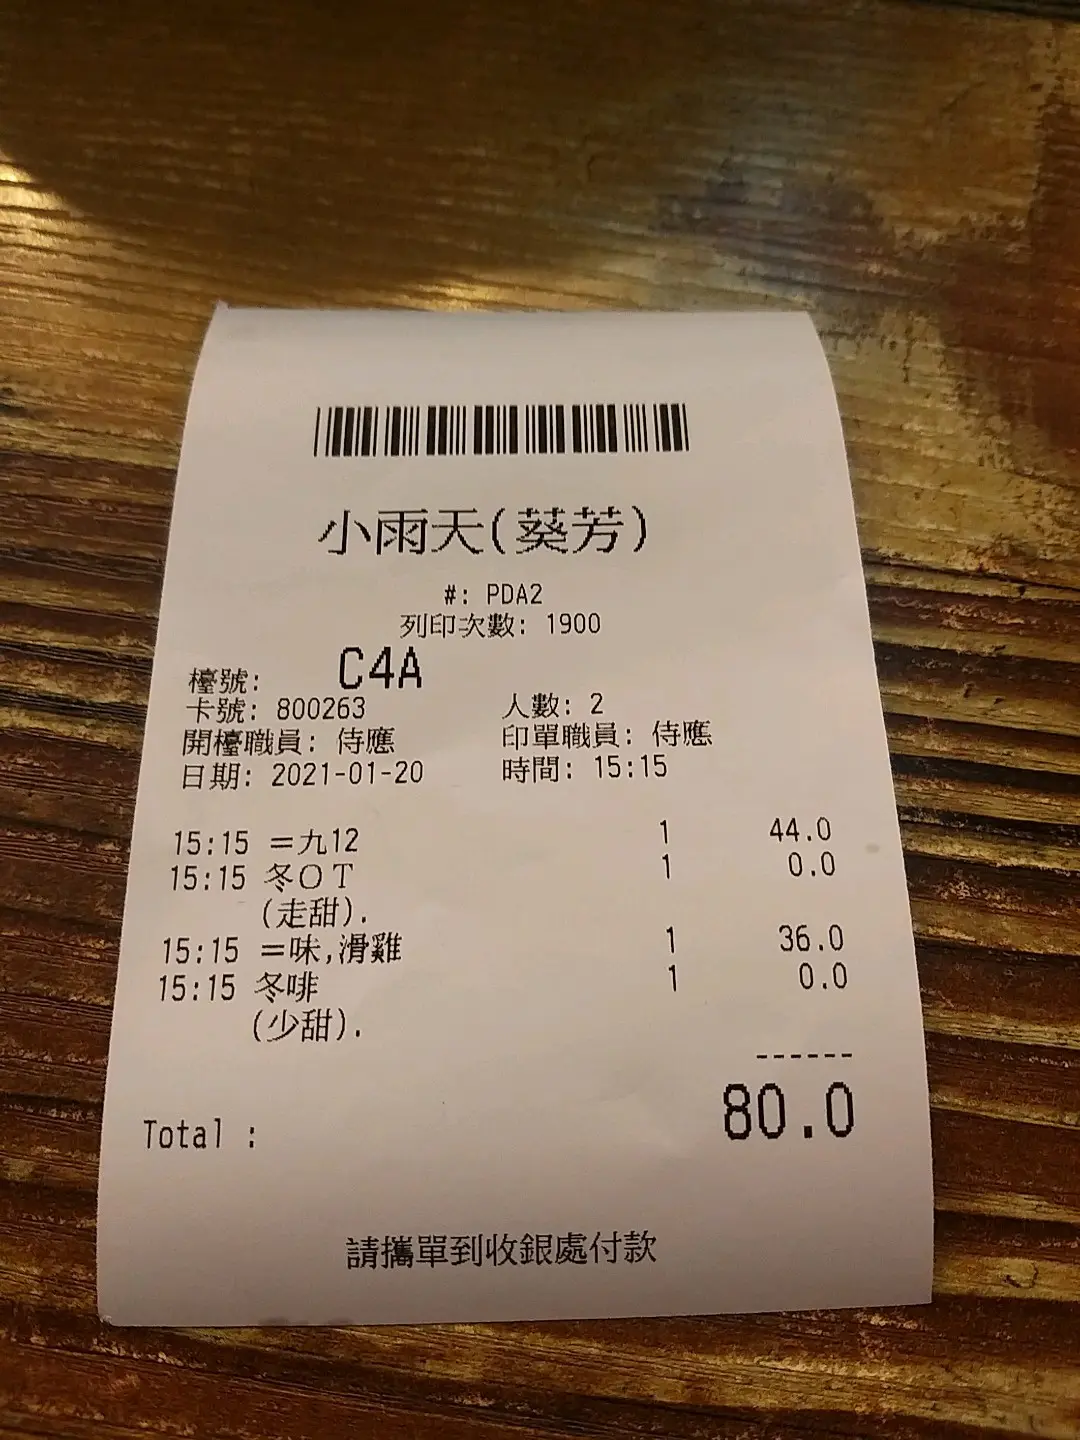 小雨天(葵芳)
#: PDA2
列印次數: 1900
檯號: C4A
卡號: 800263 人數: 2
開檯職員: 侍應 印單職員: 侍應
日期: 2021-01-20 時間: 15:15
15:15 =九12 1 44.0
15:15 冬OT 1 0.0
(走甜).
15:15 =味,滑雞 1 36.0
15:15 冬啡 1 0.0
(少甜).
------
Total : 80.0
請攜單到收銀處付款